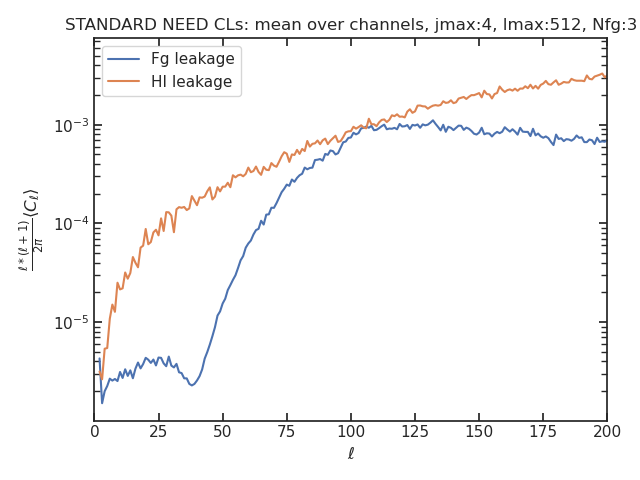 STANDARD NEED CLs: mean over channels, jmax:4, lmax:512, Nfg:3
Fg leakage
HI leakage
10⁻³
10⁻⁴
10⁻⁵
ℓ*(ℓ+1)/2π ⟨Cℓ⟩
0 25 50 75 100 125 150 175 200
ℓ